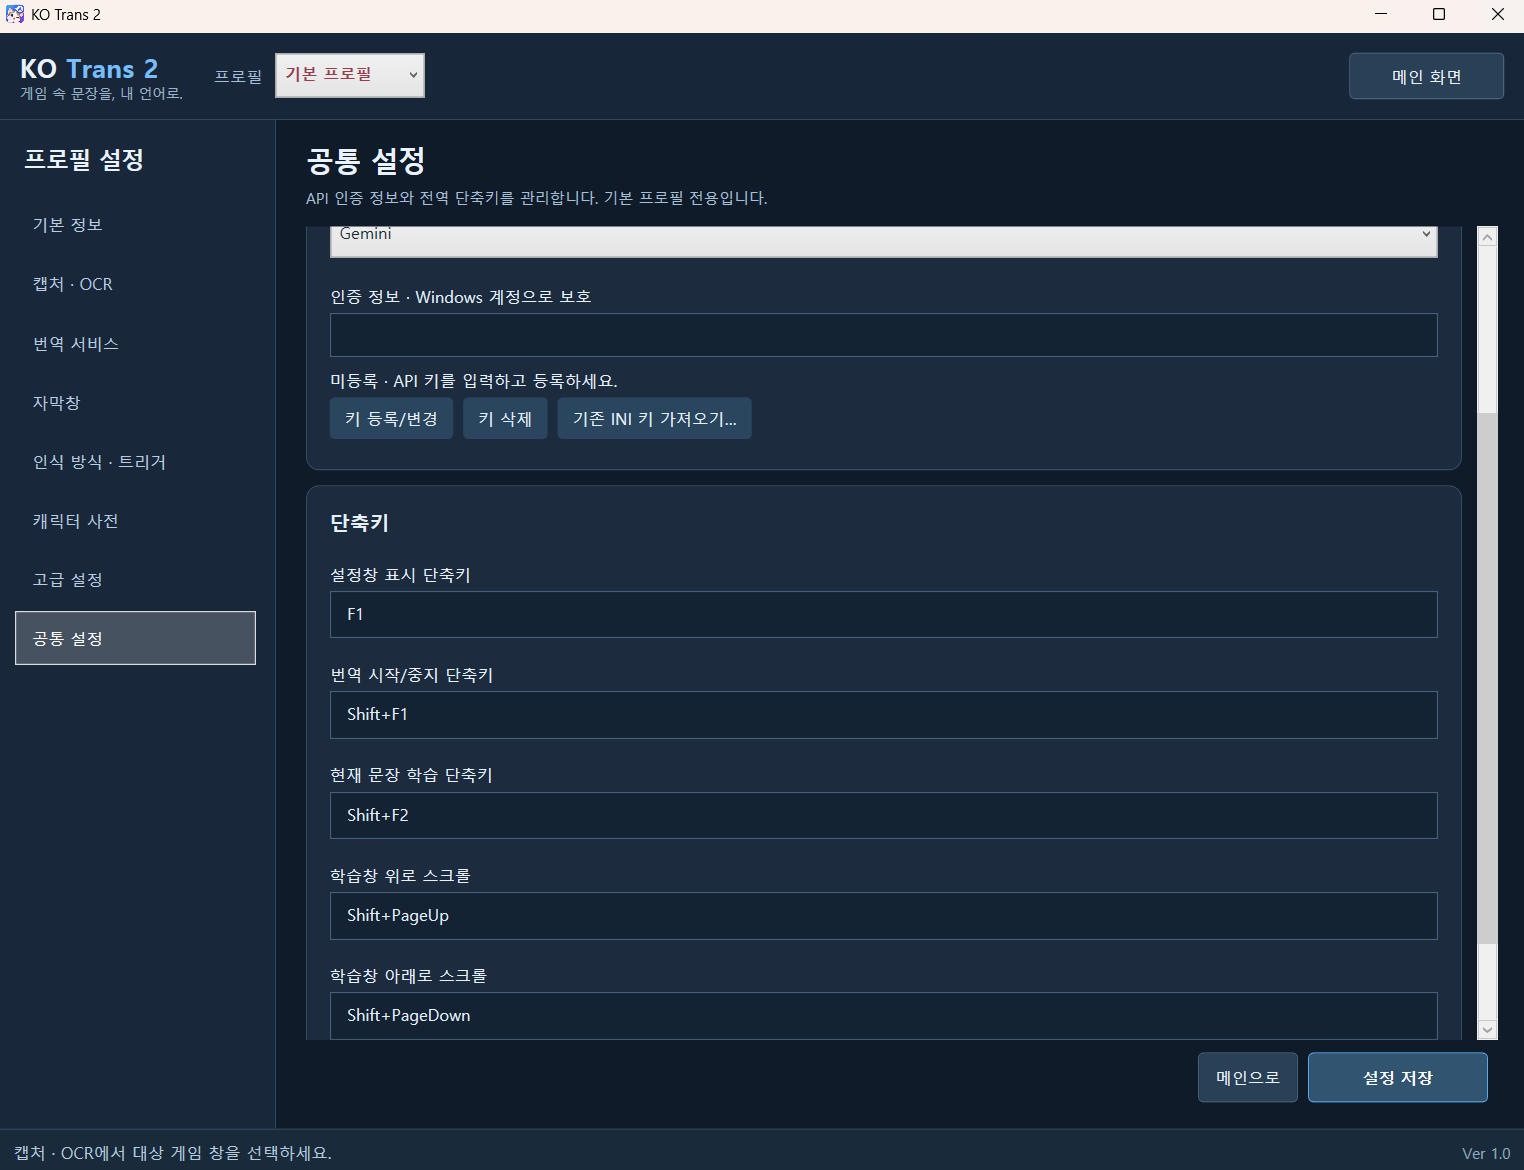 KO Trans 2
KO Trans 2
게임 속 문장을, 내 언어로.
프로필
기본 프로필
메인 화면
프로필 설정
기본 정보
캡처 · OCR
번역 서비스
자막창
인식 방식 · 트리거
캐릭터 사전
고급 설정
공통 설정
공통 설정
API 인증 정보와 전역 단축키를 관리합니다. 기본 프로필 전용입니다.
Gemini
인증 정보 · Windows 계정으로 보호
미등록 · API 키를 입력하고 등록하세요.
키 등록/변경
키 삭제
기존 INI 키 가져오기...
단축키
설정창 표시 단축키
F1
번역 시작/중지 단축키
Shift+F1
현재 문장 학습 단축키
Shift+F2
학습창 위로 스크롤
Shift+PageUp
학습창 아래로 스크롤
Shift+PageDown
메인으로
설정 저장
캡처 · OCR에서 대상 게임 창을 선택하세요.
Ver 1.0